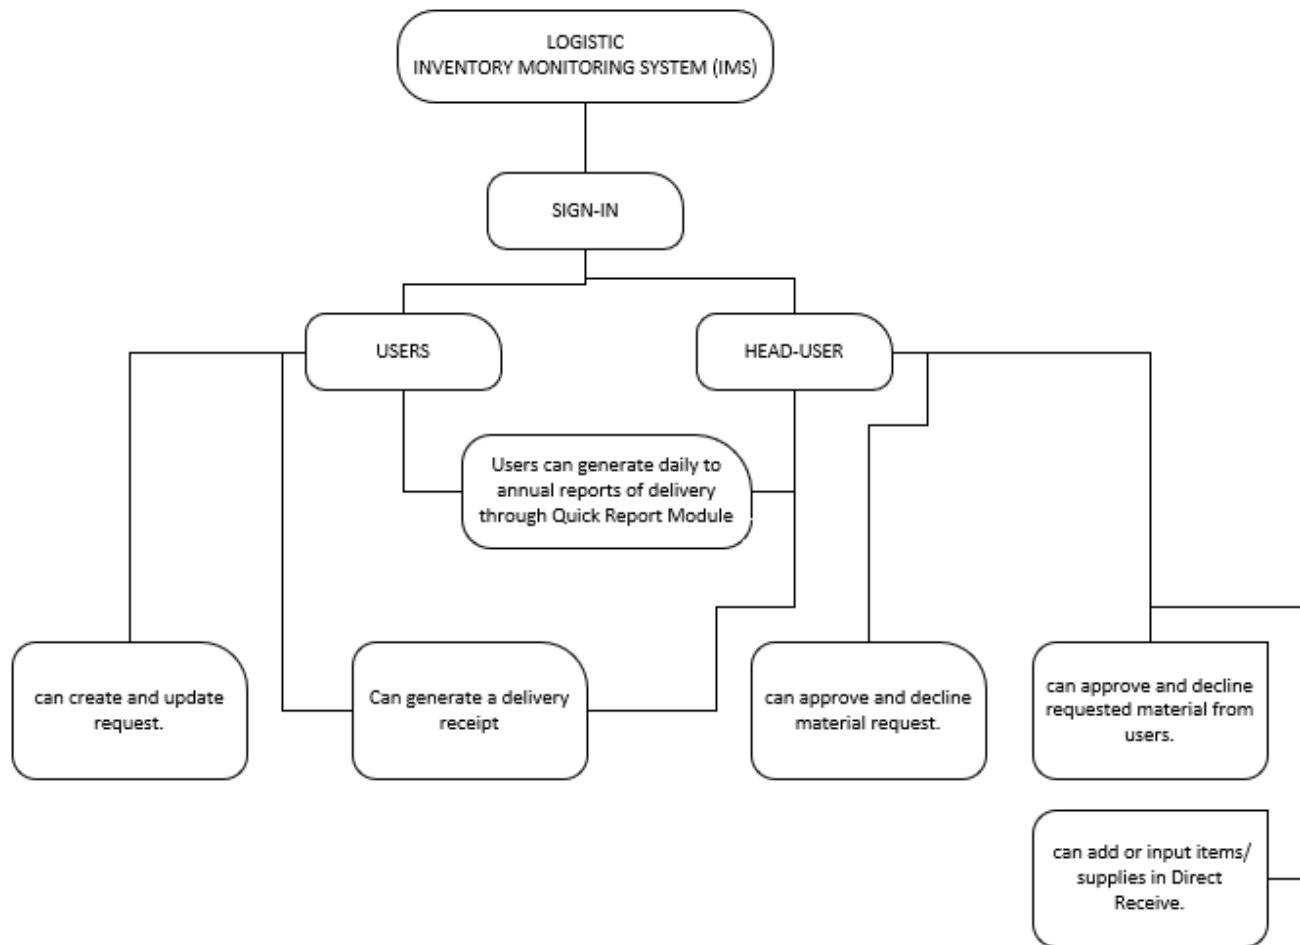 LOGISTIC
INVENTORY MONITORING SYSTEM (IMS)
SIGN-IN
USERS
HEAD-USER
Users can generate daily to
annual reports of delivery
through Quick Report Module
can create and update
request.
Can generate a delivery
receipt
can approve and decline
material request.
can approve and decline
requested material from
users.
can add or input items/
supplies in Direct
Receive.